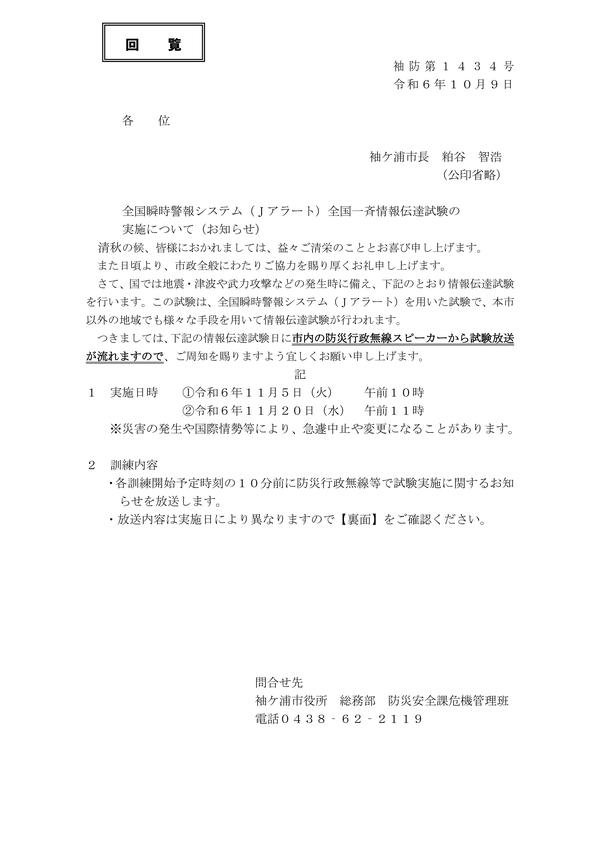 回　覧
袖防第１４３４号
令和６年１０月９日
各　位
袖ケ浦市長　粕谷　智浩
（公印省略）
全国瞬時警報システム（Ｊアラート）全国一斉情報伝達試験の
実施について（お知らせ）
清秋の候、皆様におかれましては、益々ご清栄のこととお喜び申し上げます。
また日頃より、市政全般にわたりご協力を賜り厚くお礼申し上げます。
さて、国では地震・津波や武力攻撃などの発生時に備え、下記のとおり情報伝達試験
を行います。この試験は、全国瞬時警報システム（Ｊアラート）を用いた試験で、本市
以外の地域でも様々な手段を用いて情報伝達試験が行われます。
つきましては、下記の情報伝達試験日に市内の防災行政無線スピーカーから試験放送
が流れますので、ご周知を賜りますよう宜しくお願い申し上げます。
記
１　実施日時　①令和６年１１月５日（火）　午前１０時
②令和６年１１月２０日（水）　午前１１時
※災害の発生や国際情勢等により、急遽中止や変更になることがあります。
２　訓練内容
・各訓練開始予定時刻の１０分前に防災行政無線等で試験実施に関するお知
らせを放送します。
・放送内容は実施日により異なりますので【裏面】をご確認ください。
問合せ先
袖ケ浦市役所　総務部　防災安全課危機管理班
電話０４３８‐６２‐２１１９